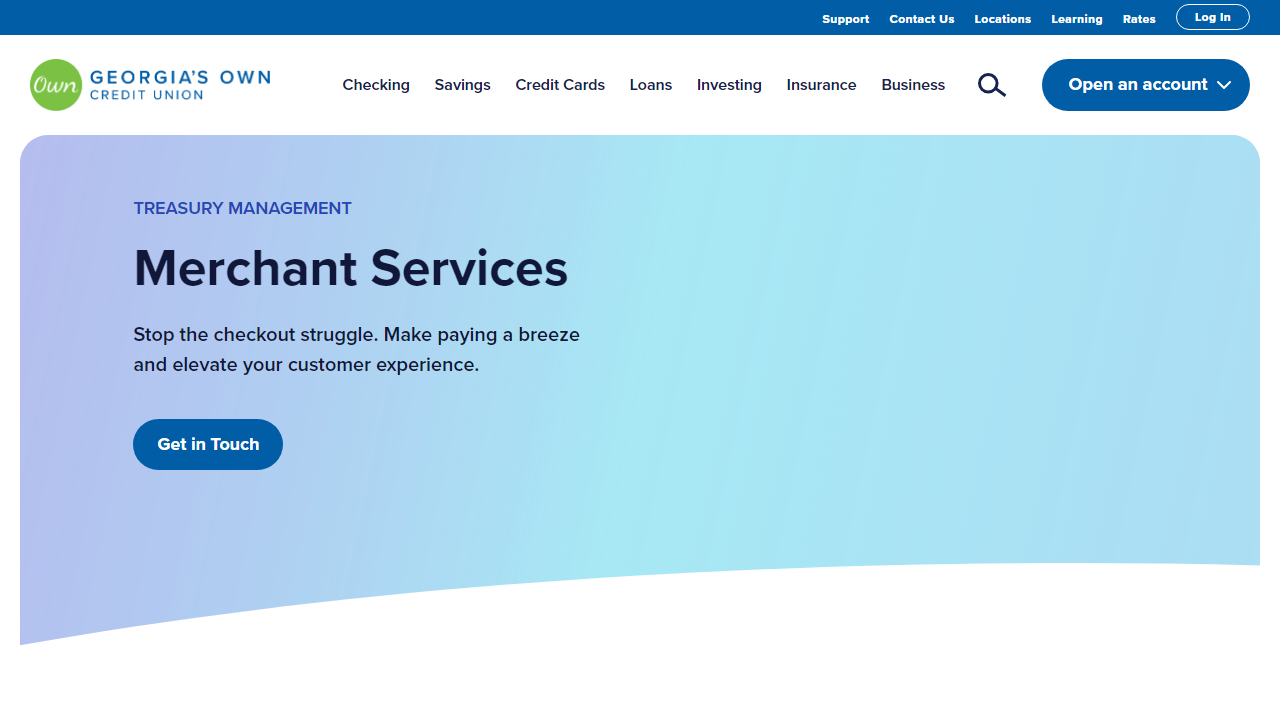 Support Contact Us Locations Learning Rates Log In
Own GEORGIA'S OWN
CREDIT UNION
Checking Savings Credit Cards Loans Investing Insurance Business Open an account
TREASURY MANAGEMENT
Merchant Services
Stop the checkout struggle. Make paying a breeze
and elevate your customer experience.
Get in Touch